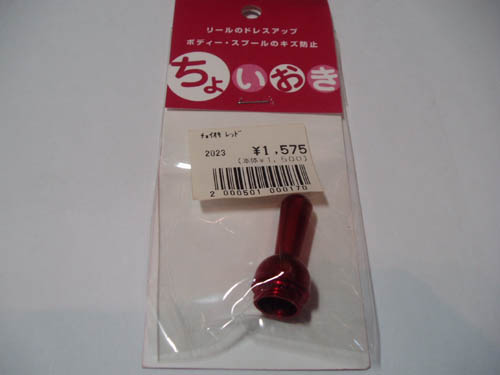 リールのドレスアップ
ボディー・スプールのキズ防止
ちょいおき
ﾁｮｲｵｷ ﾚｯﾄﾞ
2023 ¥1,575
(本体¥1,500)
2 000501 000170